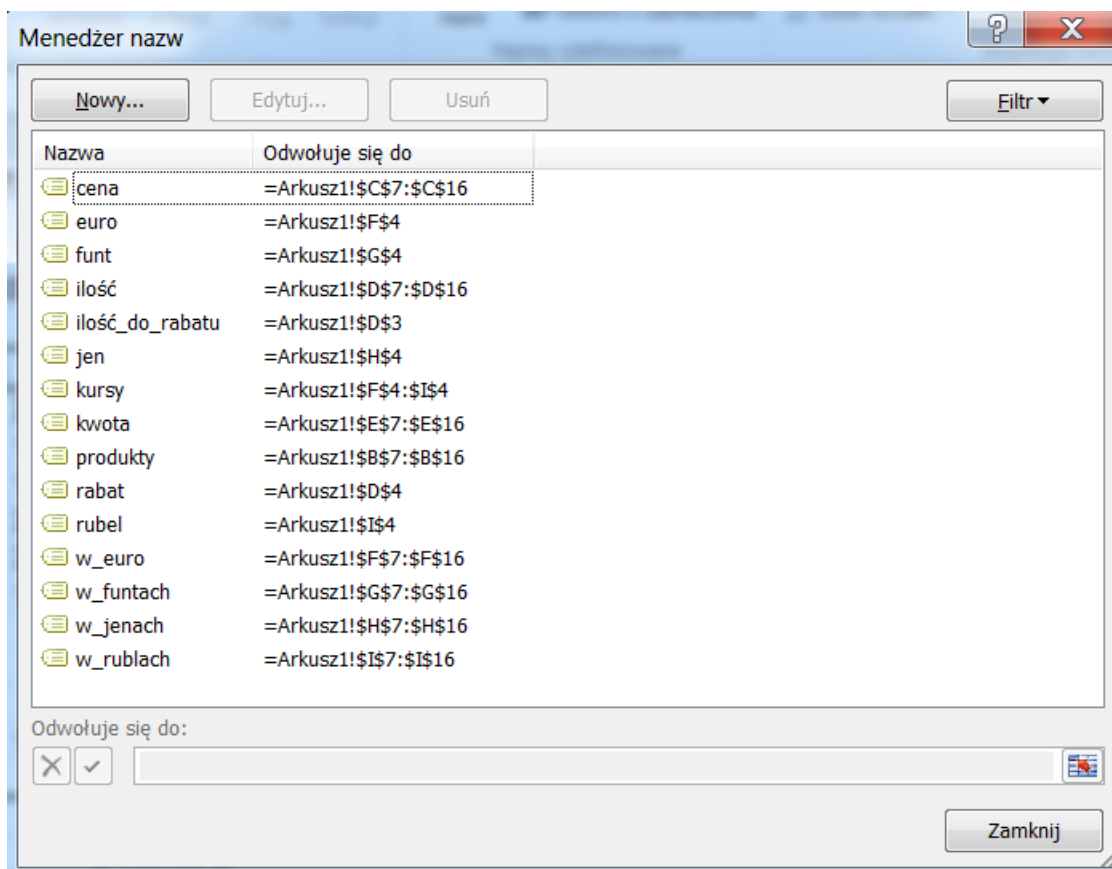 Menedżer nazw
Nowy... Edytuj... Usuń Filtr
Nazwa Odwołuje się do
cena =Arkusz1!$C$7:$C$16
euro =Arkusz1!$F$4
funt =Arkusz1!$G$4
ilość =Arkusz1!$D$7:$D$16
ilość_do_rabatu =Arkusz1!$D$3
jen =Arkusz1!$H$4
kursy =Arkusz1!$F$4:$I$4
kwota =Arkusz1!$E$7:$E$16
produkty =Arkusz1!$B$7:$B$16
rabat =Arkusz1!$D$4
rubel =Arkusz1!$I$4
w_euro =Arkusz1!$F$7:$F$16
w_funtach =Arkusz1!$G$7:$G$16
w_jenach =Arkusz1!$H$7:$H$16
w_rublach =Arkusz1!$I$7:$I$16
Odwołuje się do:
Zamknij